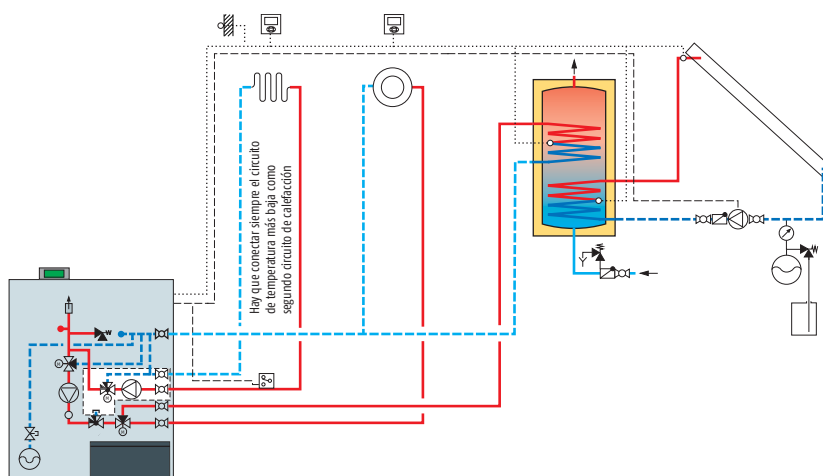 Hay que conectar siempre el circuito
de temperatura más baja como
segundo circuito de calefacción
M
M
M